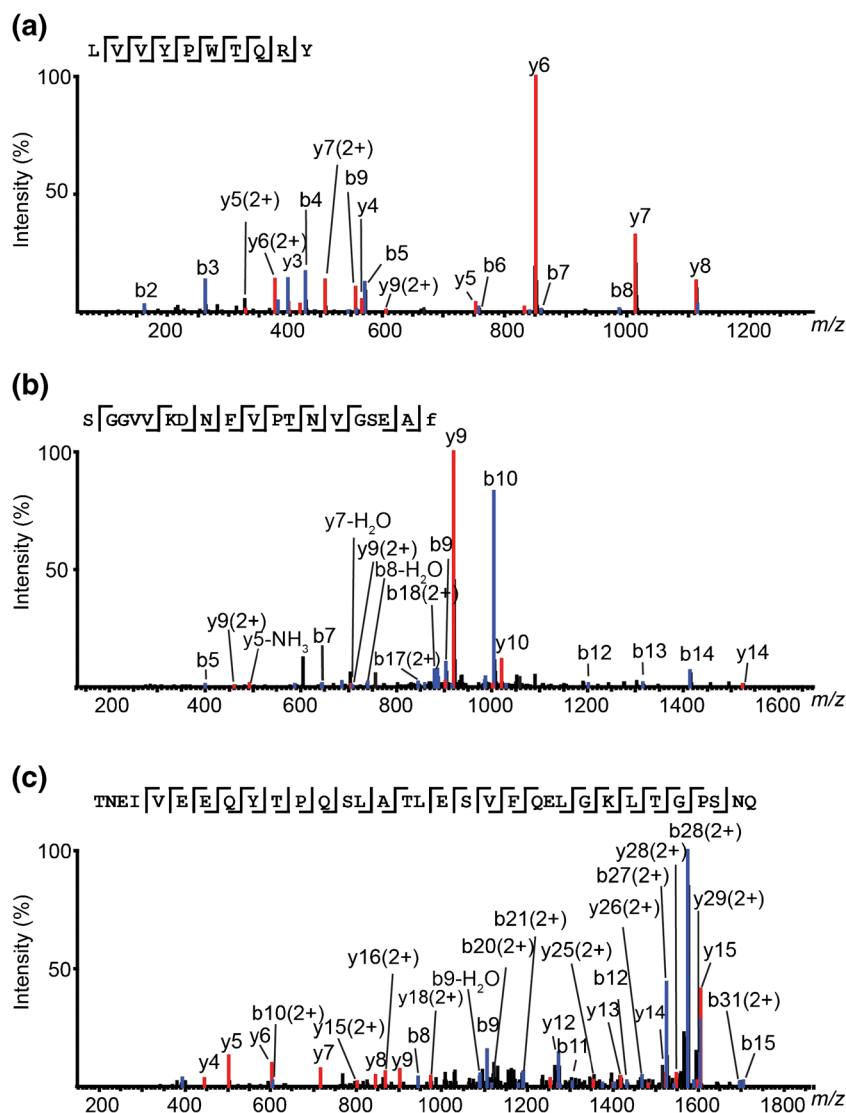 (a)
LVVYPWTQRY
100
50
Intensity (%)
y6
y7(2+)
b9
y5(2+)
b4
y4
y6(2+)
y3
b5
y7
b3
b2
y9(2+)
y5
b6
b7
b8
y8
200 400 600 800 1000 1200 m/z
(b)
SGGVVKDNFVPTNVGSEAf
100
50
Intensity (%)
y9
b10
y7-H2O
y9(2+)
b9
b8-H2O
b18(2+)
y9(2+)
y5-NH3
b7
b5
b17(2+)
y10
b12
b13
b14
y14
200 400 600 800 1000 1200 1400 1600 m/z
(c)
TNEIVEEQYTPQSLATLESVFQELGKLTGPSNQ
100
50
Intensity (%)
b28(2+)
y28(2+)
b27(2+)
y29(2+)
y26(2+)
b21(2+)
y16(2+)
b20(2+)
y25(2+)
y15
b9-H2O
b12
y18(2+)
b31(2+)
b10(2+)
y15(2+)
y13
y14
y5
y6
b9
y12
y4
y7
y8
y9
b8
b11
b15
200 400 600 800 1000 1200 1400 1600 1800 m/z